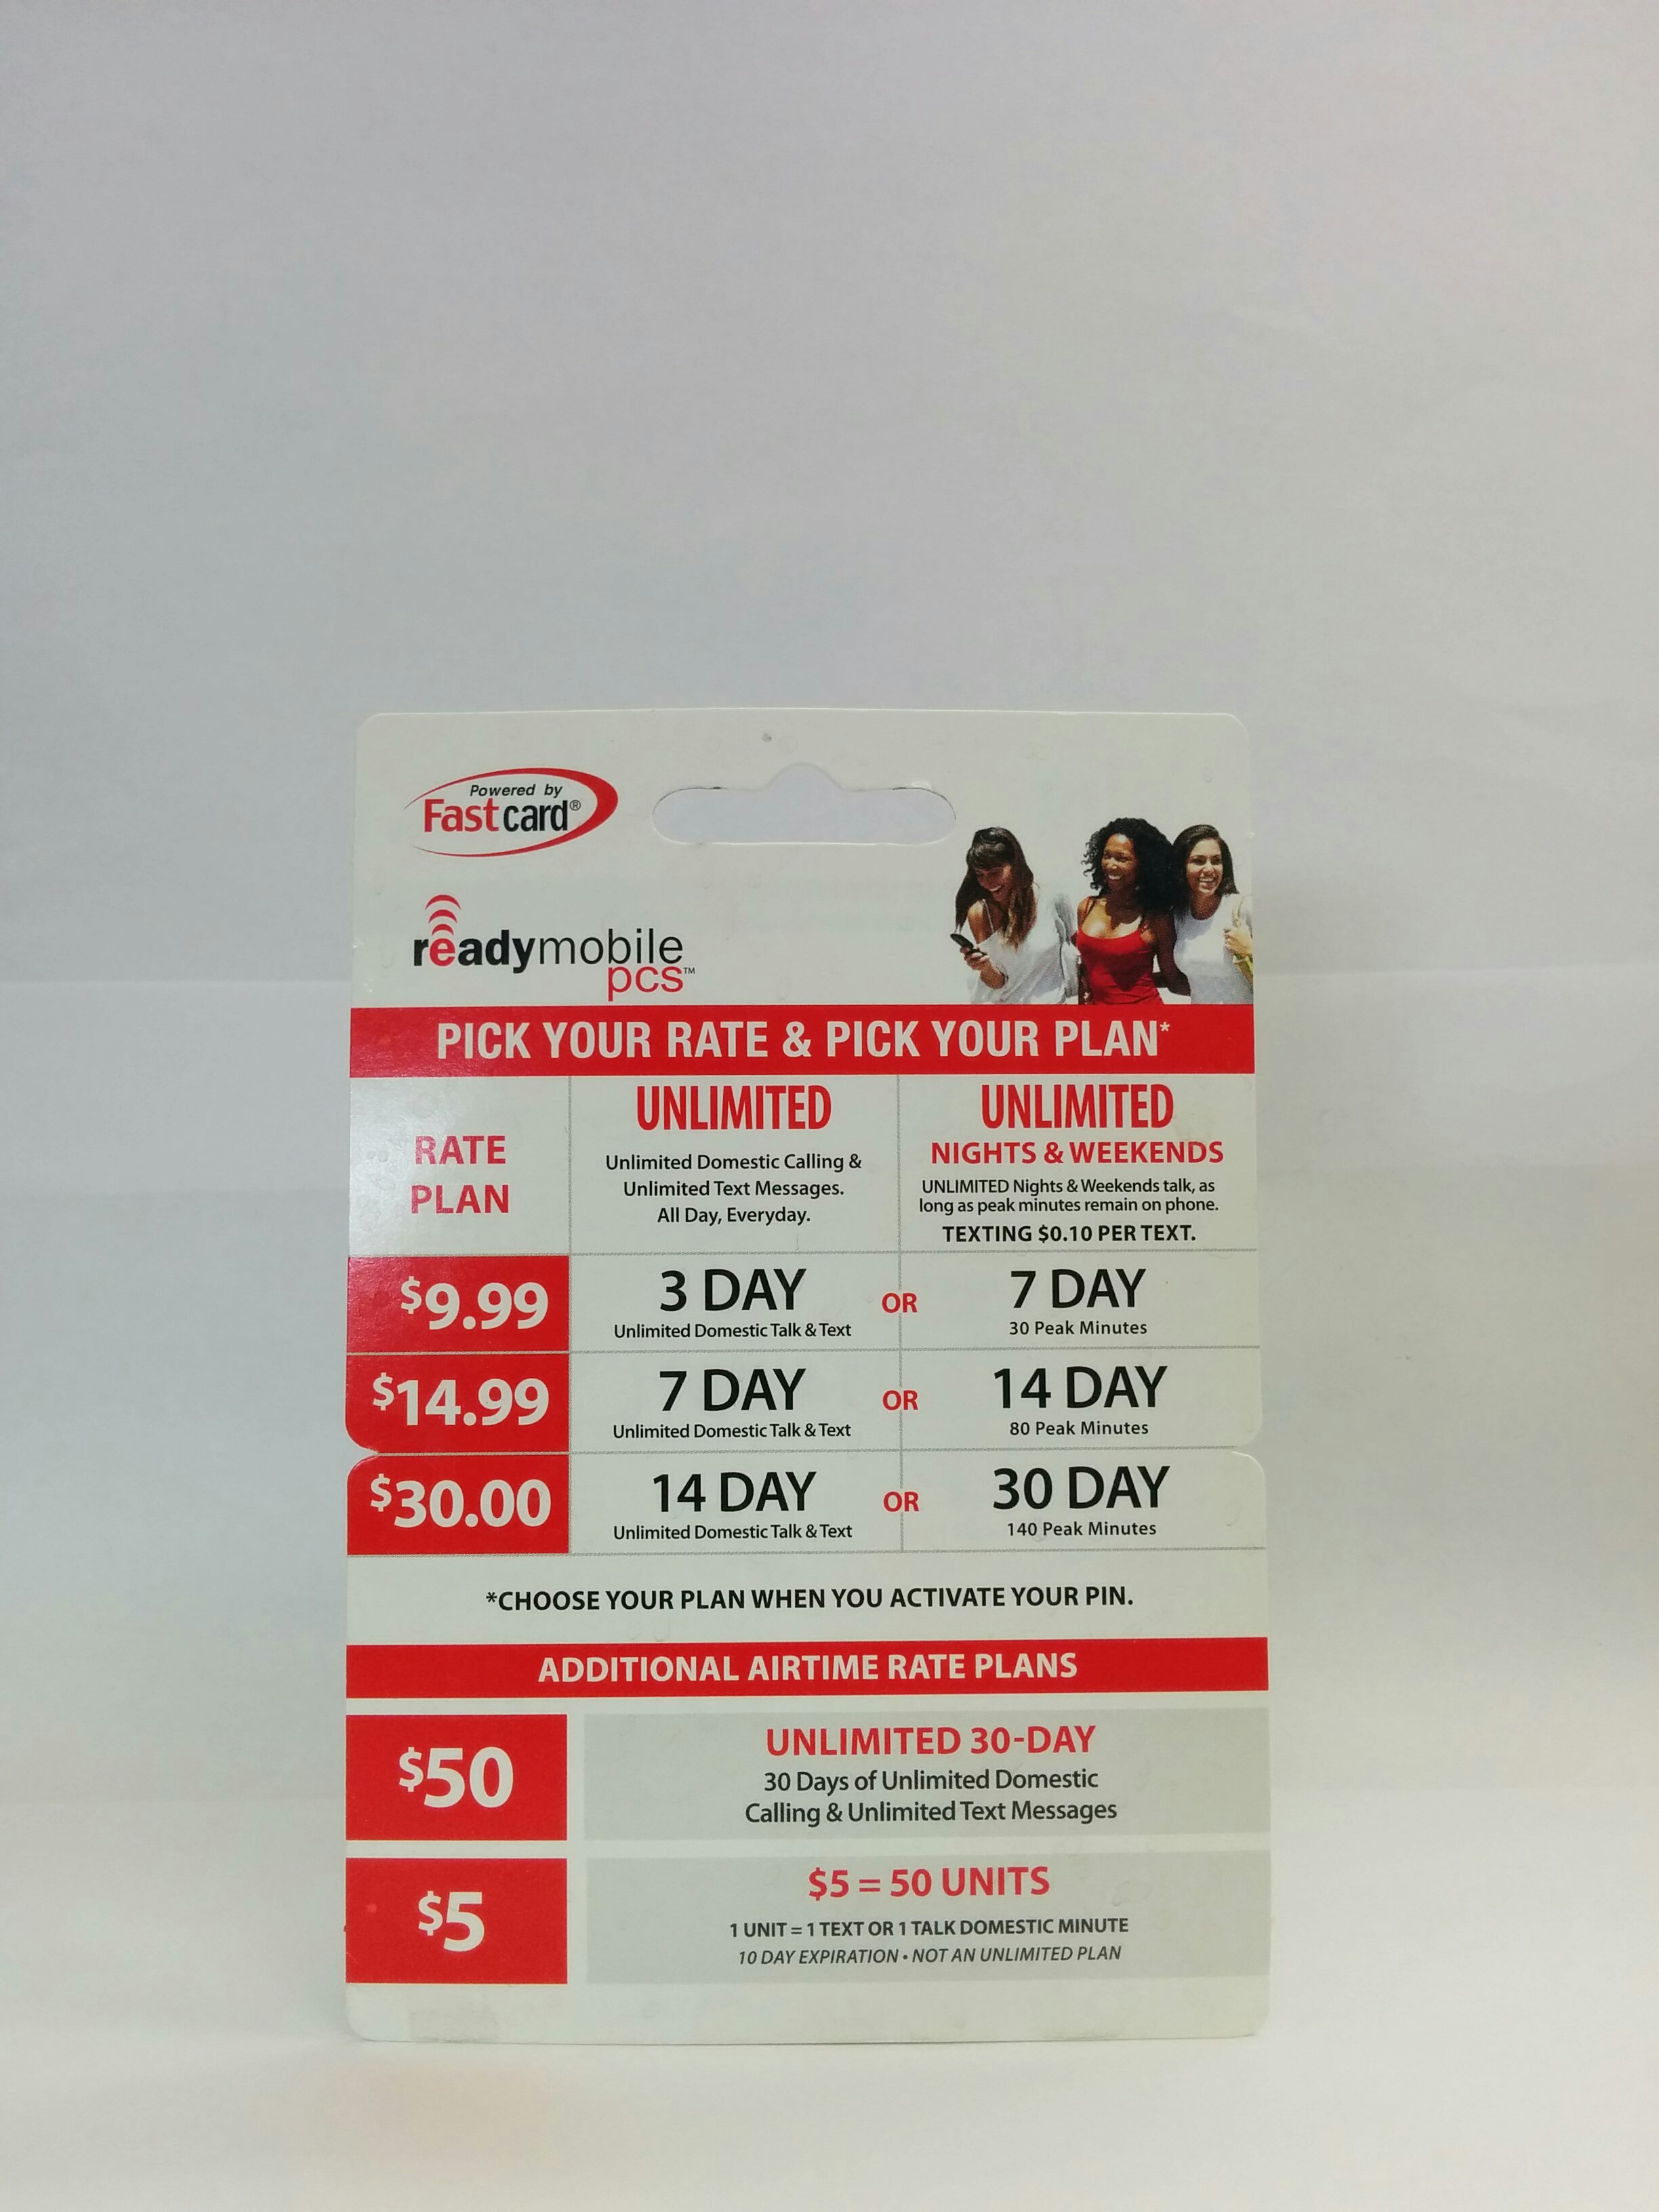 Powered by
Fastcard®
readymobile
pcs™
PICK YOUR RATE & PICK YOUR PLAN*
RATE
PLAN
UNLIMITED
Unlimited Domestic Calling &
Unlimited Text Messages.
All Day, Everyday.
UNLIMITED
NIGHTS & WEEKENDS
UNLIMITED Nights & Weekends talk, as
long as peak minutes remain on phone.
TEXTING $0.10 PER TEXT.
$9.99
3 DAY
Unlimited Domestic Talk & Text
OR
7 DAY
30 Peak Minutes
$14.99
7 DAY
Unlimited Domestic Talk & Text
OR
14 DAY
80 Peak Minutes
$30.00
14 DAY
Unlimited Domestic Talk & Text
OR
30 DAY
140 Peak Minutes
*CHOOSE YOUR PLAN WHEN YOU ACTIVATE YOUR PIN.
ADDITIONAL AIRTIME RATE PLANS
$50
UNLIMITED 30-DAY
30 Days of Unlimited Domestic
Calling & Unlimited Text Messages
$5
$5 = 50 UNITS
1 UNIT = 1 TEXT OR 1 TALK DOMESTIC MINUTE
10 DAY EXPIRATION • NOT AN UNLIMITED PLAN